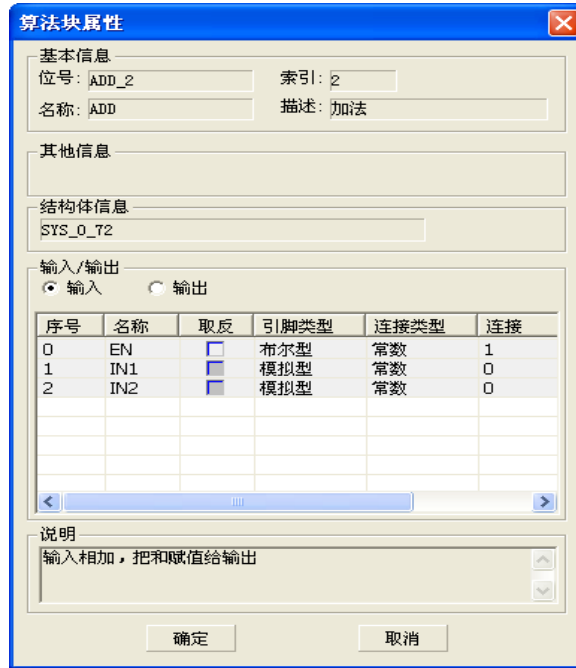 算法块属性
基本信息
位号: ADD_2 索引: 2
名称: ADD 描述: 加法
其他信息
结构体信息
SYS_0_72
输入/输出
输入 输出
序号 名称 取反 引脚类型 连接类型 连接
0 EN 布尔型 常数 1
1 IN1 模拟型 常数 0
2 IN2 模拟型 常数 0
说明
输入相加，把和赋值给输出
确定 取消